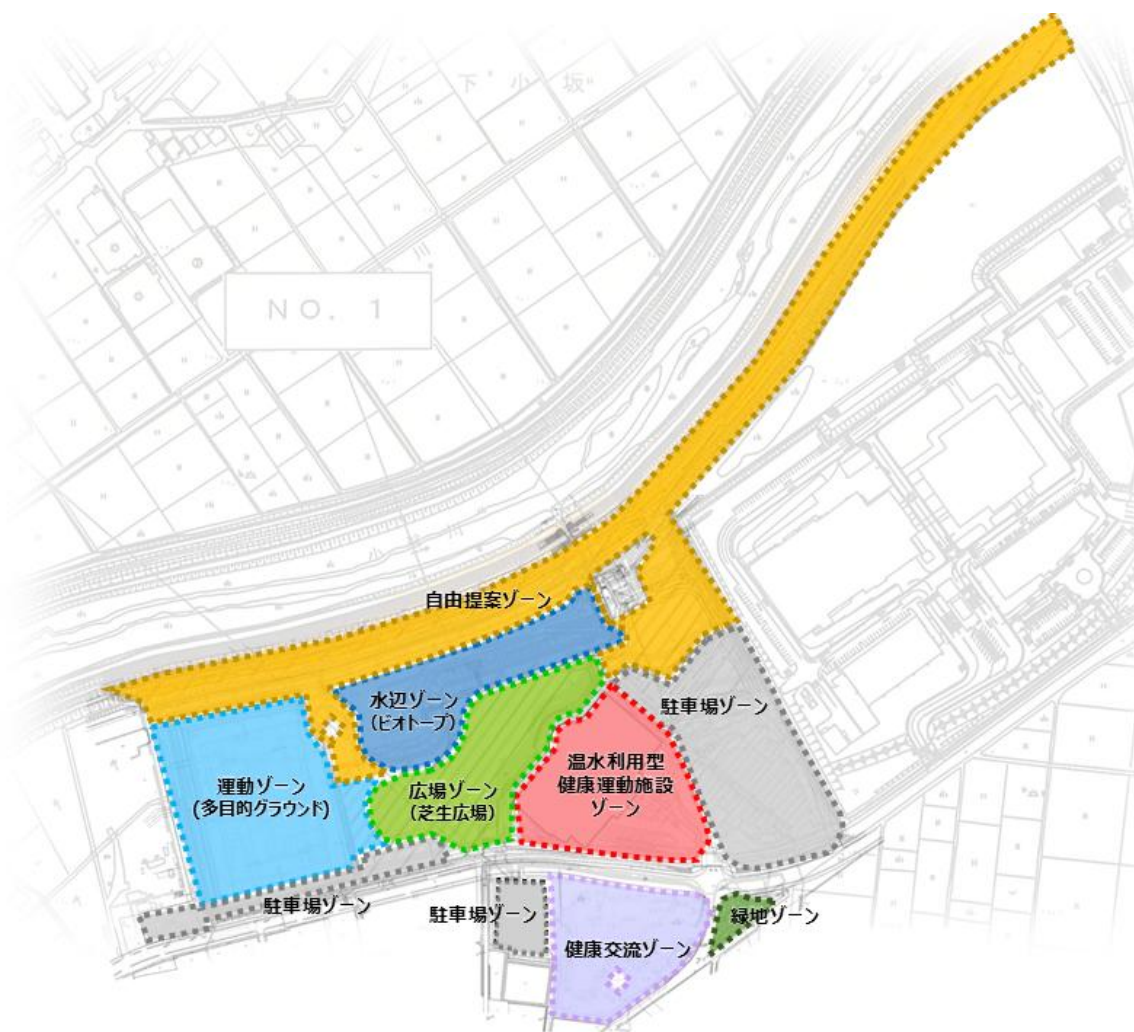 下小坂
NO. 1
小畔川
自由提案ゾーン
水辺ゾーン
(ビオトープ)
駐車場ゾーン
運動ゾーン
(多目的グラウンド)
広場ゾーン
(芝生広場)
温水利用型
健康運動施設
ゾーン
駐車場ゾーン
駐車場ゾーン
緑地ゾーン
健康交流ゾーン